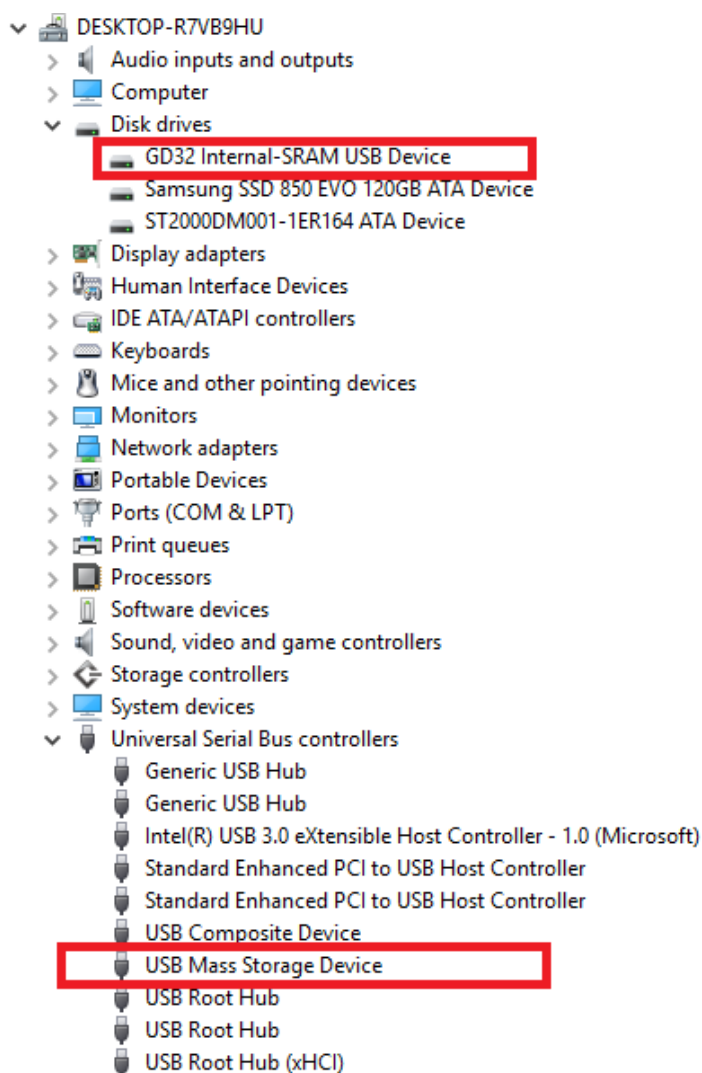 DESKTOP-R7VB9HU
Audio inputs and outputs
Computer
Disk drives
GD32 Internal-SRAM USB Device
Samsung SSD 850 EVO 120GB ATA Device
ST2000DM001-1ER164 ATA Device
Display adapters
Human Interface Devices
IDE ATA/ATAPI controllers
Keyboards
Mice and other pointing devices
Monitors
Network adapters
Portable Devices
Ports (COM & LPT)
Print queues
Processors
Software devices
Sound, video and game controllers
Storage controllers
System devices
Universal Serial Bus controllers
Generic USB Hub
Generic USB Hub
Intel(R) USB 3.0 eXtensible Host Controller - 1.0 (Microsoft)
Standard Enhanced PCI to USB Host Controller
Standard Enhanced PCI to USB Host Controller
USB Composite Device
USB Mass Storage Device
USB Root Hub
USB Root Hub
USB Root Hub (xHCI)